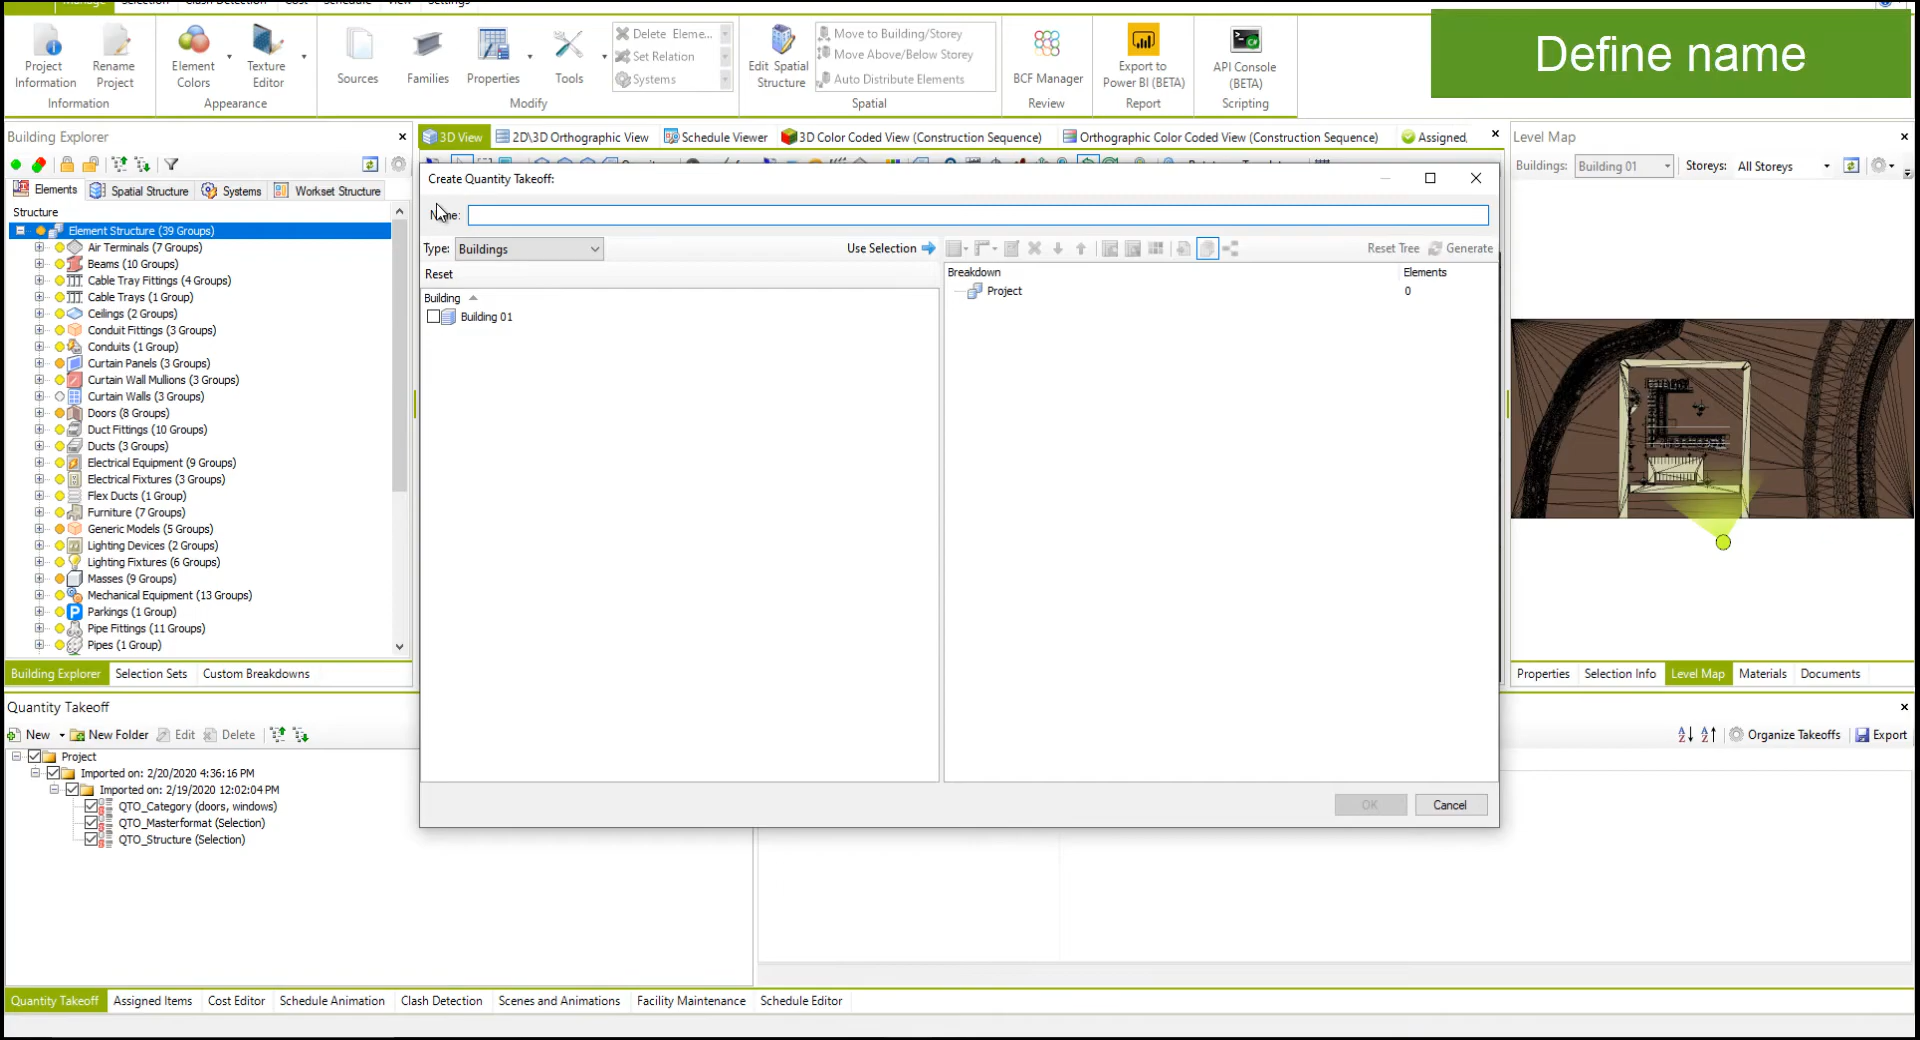 Manage Selection Clash Detection Cost Schedule View Settings
Define name
Project Information
Rename Project
Information
Element Colors
Texture Editor
Appearance
Sources
Families
Properties
Tools
Delete Eleme...
Set Relation
Systems
Modify
Edit Spatial Structure
Move to Building/Storey
Move Above/Below Storey
Auto Distribute Elements
Spatial
BCF Manager
Review
Export to Power BI (BETA)
Report
API Console (BETA)
Scripting
Building Explorer
3D View
2D\3D Orthographic View
Schedule Viewer
3D Color Coded View (Construction Sequence)
Orthographic Color Coded View (Construction Sequence)
Assigned,
Level Map
Buildings: Building 01 Storeys: All Storeys
Elements Spatial Structure Systems Workset Structure
Structure
Element Structure (39 Groups)
Air Terminals (7 Groups)
Beams (10 Groups)
Cable Tray Fittings (4 Groups)
Cable Trays (1 Group)
Ceilings (2 Groups)
Conduit Fittings (3 Groups)
Conduits (1 Group)
Curtain Panels (3 Groups)
Curtain Wall Mullions (3 Groups)
Curtain Walls (3 Groups)
Doors (8 Groups)
Duct Fittings (10 Groups)
Ducts (3 Groups)
Electrical Equipment (9 Groups)
Electrical Fixtures (3 Groups)
Flex Ducts (1 Group)
Furniture (7 Groups)
Generic Models (5 Groups)
Lighting Devices (2 Groups)
Lighting Fixtures (6 Groups)
Masses (9 Groups)
Mechanical Equipment (13 Groups)
Parkings (1 Group)
Pipe Fittings (11 Groups)
Pipes (1 Group)
Building Explorer Selection Sets Custom Breakdowns
Create Quantity Takeoff:
Name:
Type: Buildings
Use Selection
Reset Tree Generate
Reset
Building
Building 01
Breakdown Elements
Project 0
OK Cancel
Properties Selection Info Level Map Materials Documents
Quantity Takeoff
New New Folder Edit Delete
Organize Takeoffs Export
Project
Imported on: 2/20/2020 4:36:16 PM
Imported on: 2/19/2020 12:02:04 PM
QTO_Category (doors, windows)
QTO_Masterformat (Selection)
QTO_Structure (Selection)
Quantity Takeoff Assigned Items Cost Editor Schedule Animation Clash Detection Scenes and Animations Facility Maintenance Schedule Editor